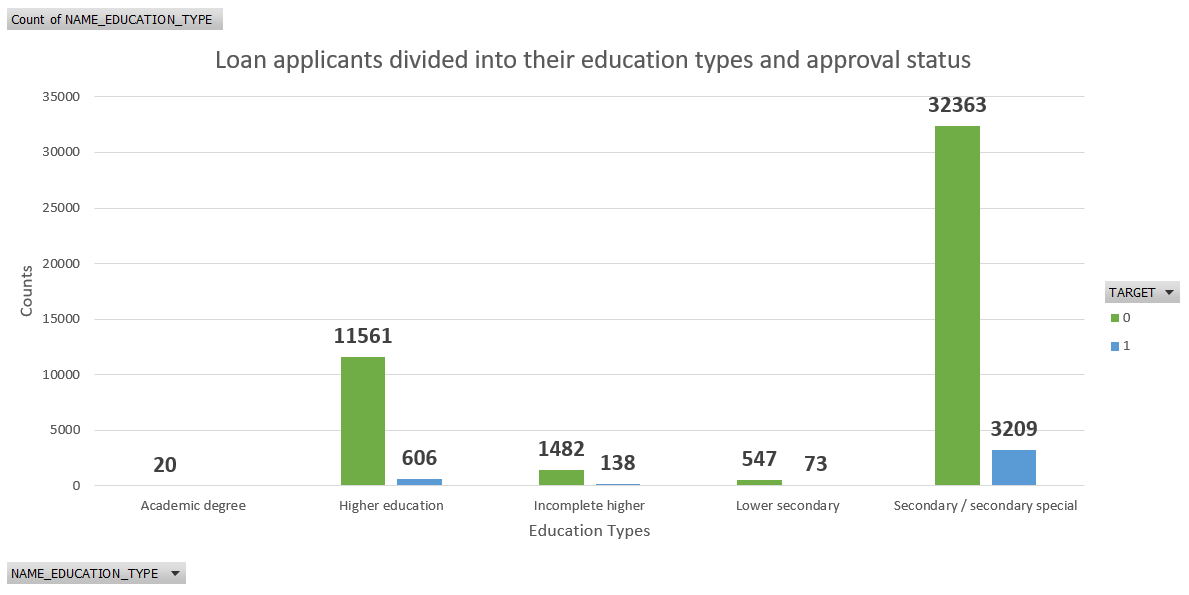 Count of NAME_EDUCATION_TYPE
Loan applicants divided into their education types and approval status
35000
30000
25000
20000
15000
10000
5000
0
Counts
20
11561
606
1482
138
547
73
32363
3209
Academic degree
Higher education
Incomplete higher
Lower secondary
Secondary / secondary special
Education Types
TARGET
0
1
NAME_EDUCATION_TYPE